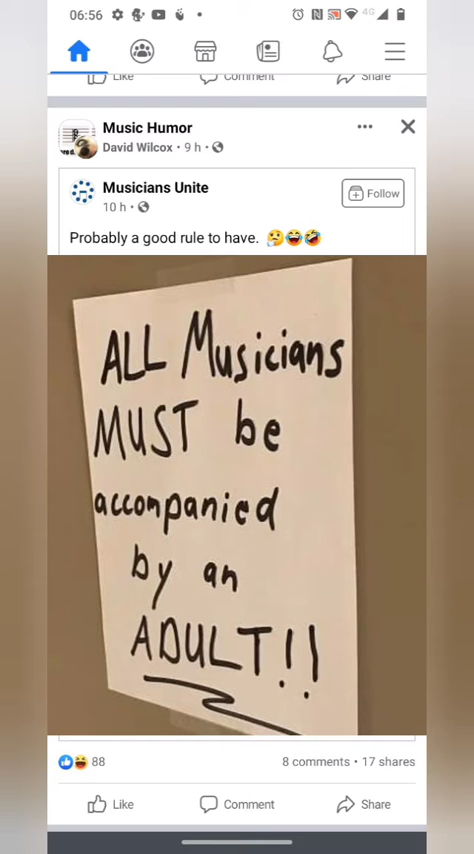 06:56
4G
Like Comment Share
Music Humor
David Wilcox • 9 h •
Musicians Unite
10 h •
Follow
Probably a good rule to have. 🤔😂🤣
ALL Musicians
MUST be
accompanied
by an
ADULT!!
88
8 comments • 17 shares
Like Comment Share